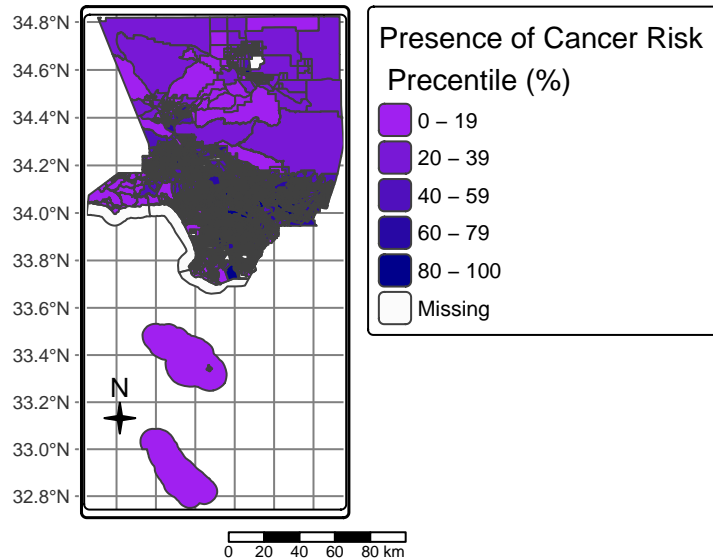 34.8°N
34.6°N
34.4°N
34.2°N
34.0°N
33.8°N
33.6°N
33.4°N
33.2°N
33.0°N
32.8°N
N
0 20 40 60 80 km
Presence of Cancer Risk
Precentile (%)
0 – 19
20 – 39
40 – 59
60 – 79
80 – 100
Missing